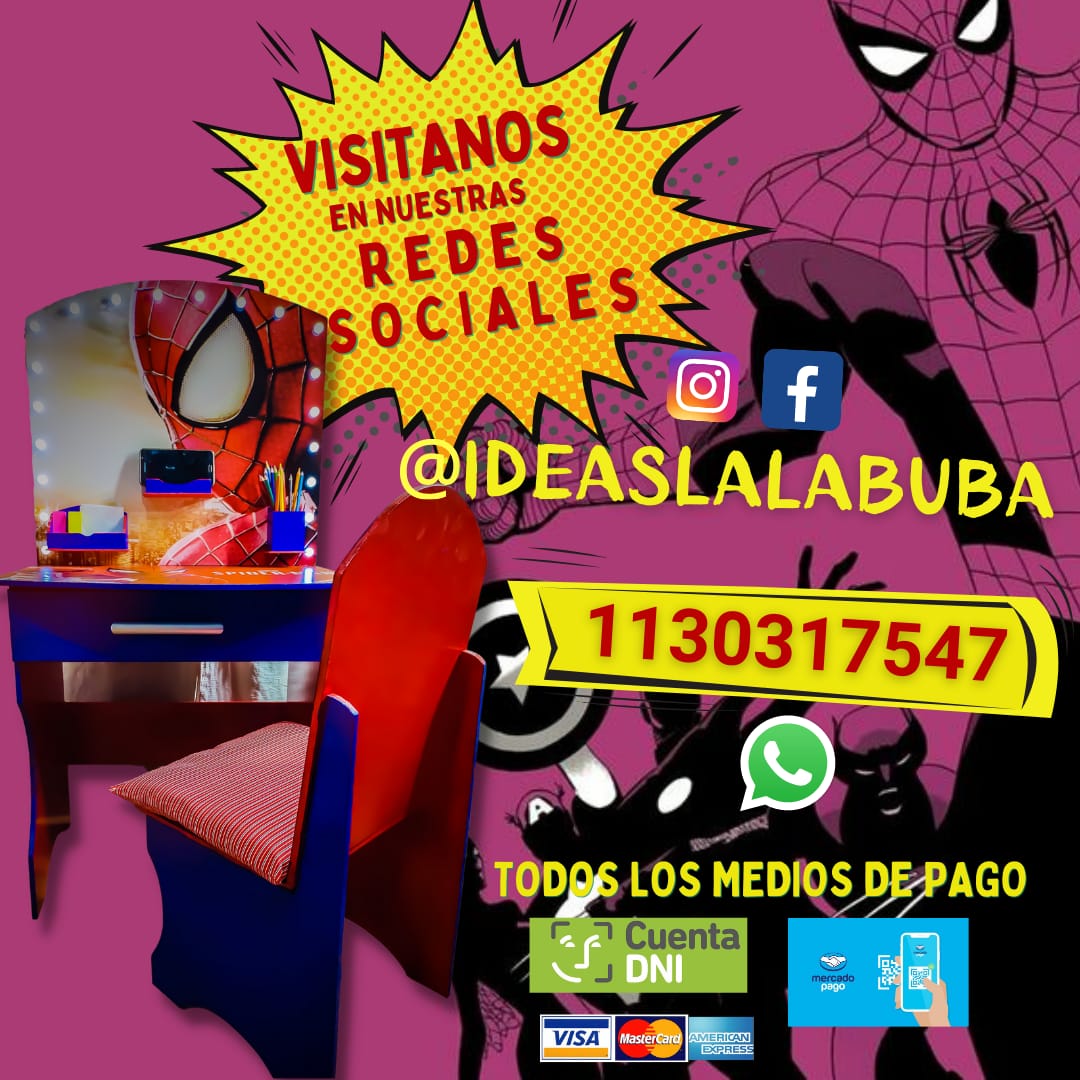 VISITANOS
EN NUESTRAS
REDES
SOCIALES
@IDEASLALABUBA
1130317547
TODOS LOS MEDIOS DE PAGO
Cuenta
DNI
mercado
pago
VISA
MasterCard
AMERICAN
EXPRESS